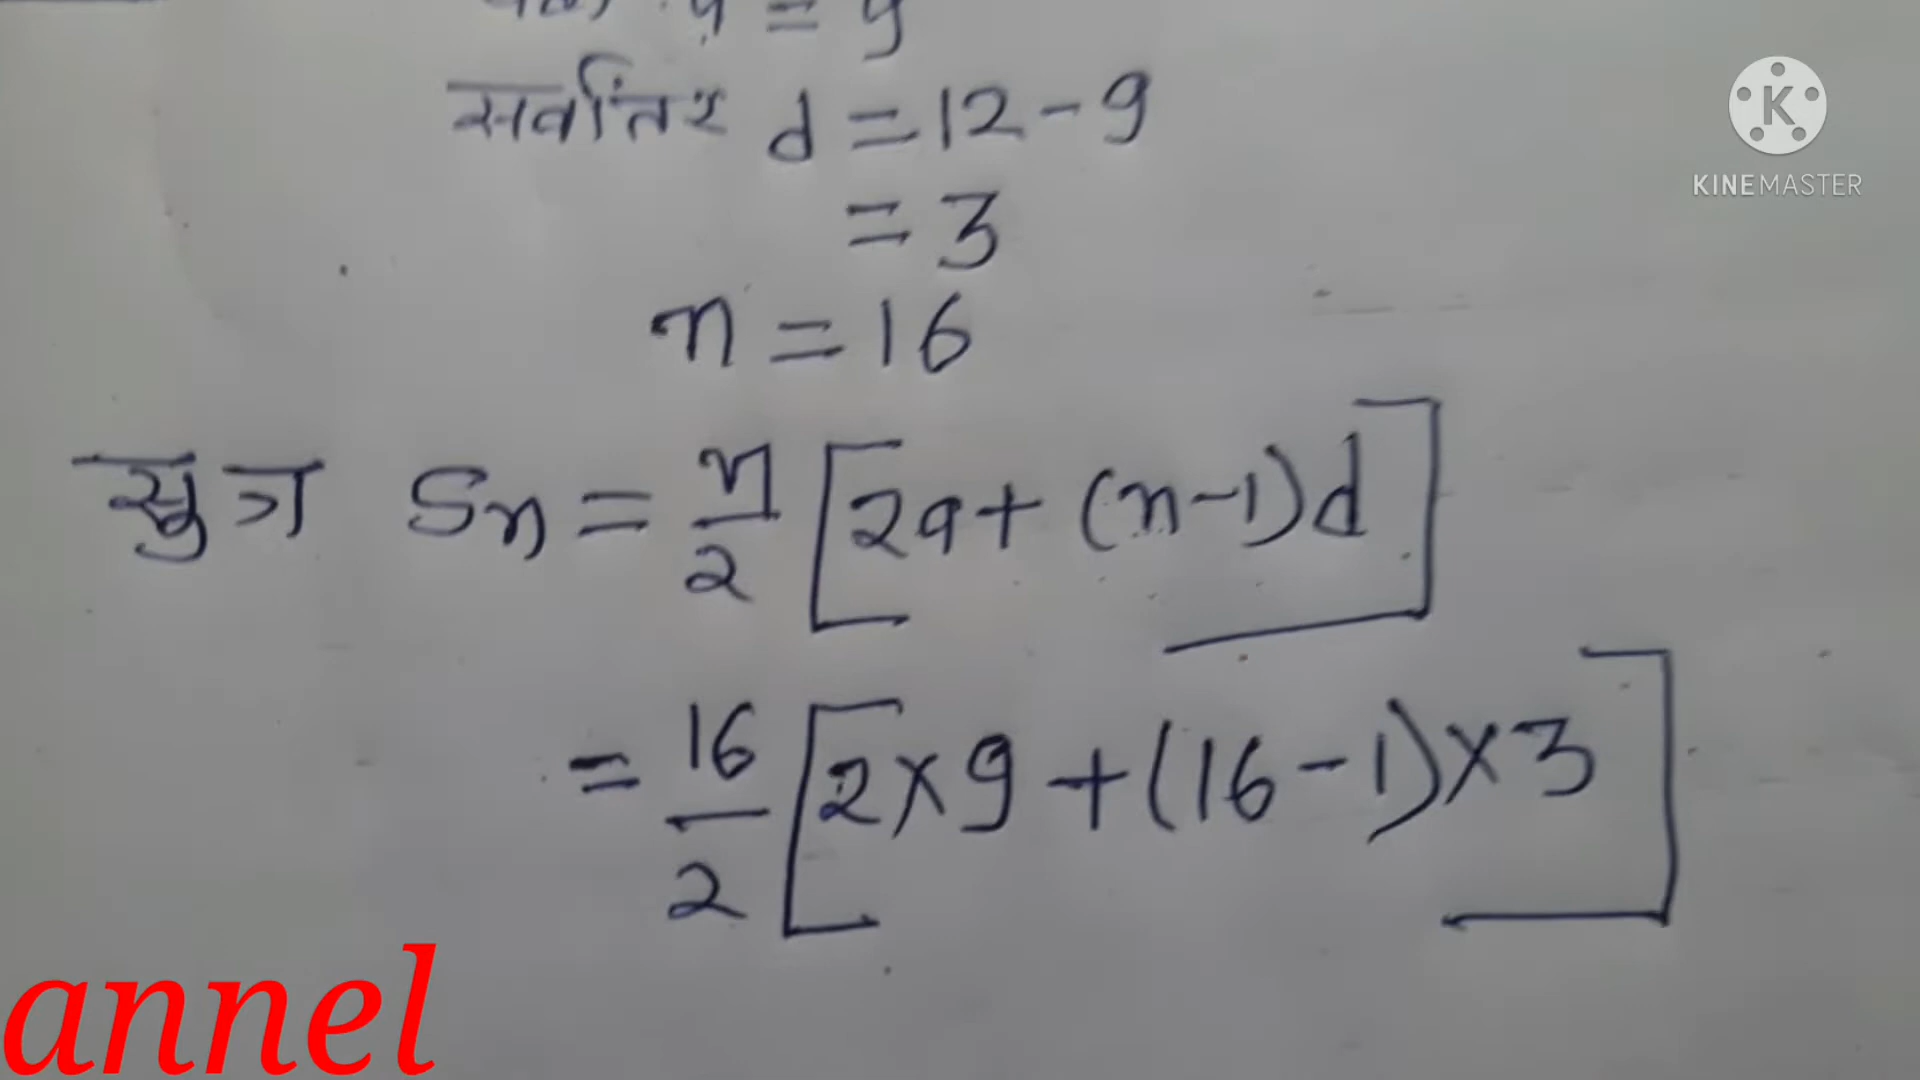 a = 9
सर्वांतर d = 12 - 9
= 3
n = 16
सुत्र Sn = n/2 [2a + (n-1)d]
= 16/2 [2×9 + (16-1)×3]
KINEMASTER
annel